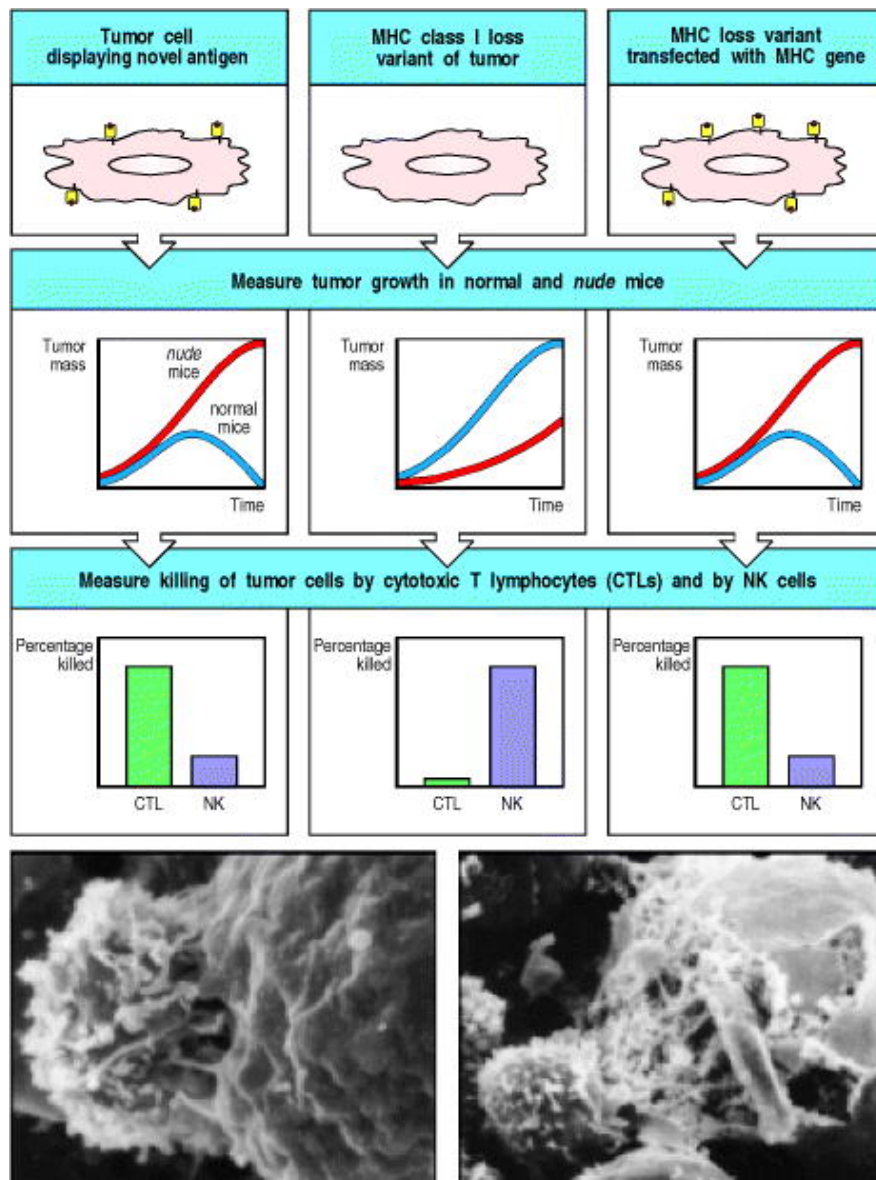 Tumor cell
displaying novel antigen
MHC class I loss
variant of tumor
MHC loss variant
transfected with MHC gene
Measure tumor growth in normal and nude mice
Tumor
mass
nude
mice
normal
mice
Time
Tumor
mass
Time
Tumor
mass
Time
Measure killing of tumor cells by cytotoxic T lymphocytes (CTLs) and by NK cells
Percentage
killed
CTL NK
Percentage
killed
CTL NK
Percentage
killed
CTL NK